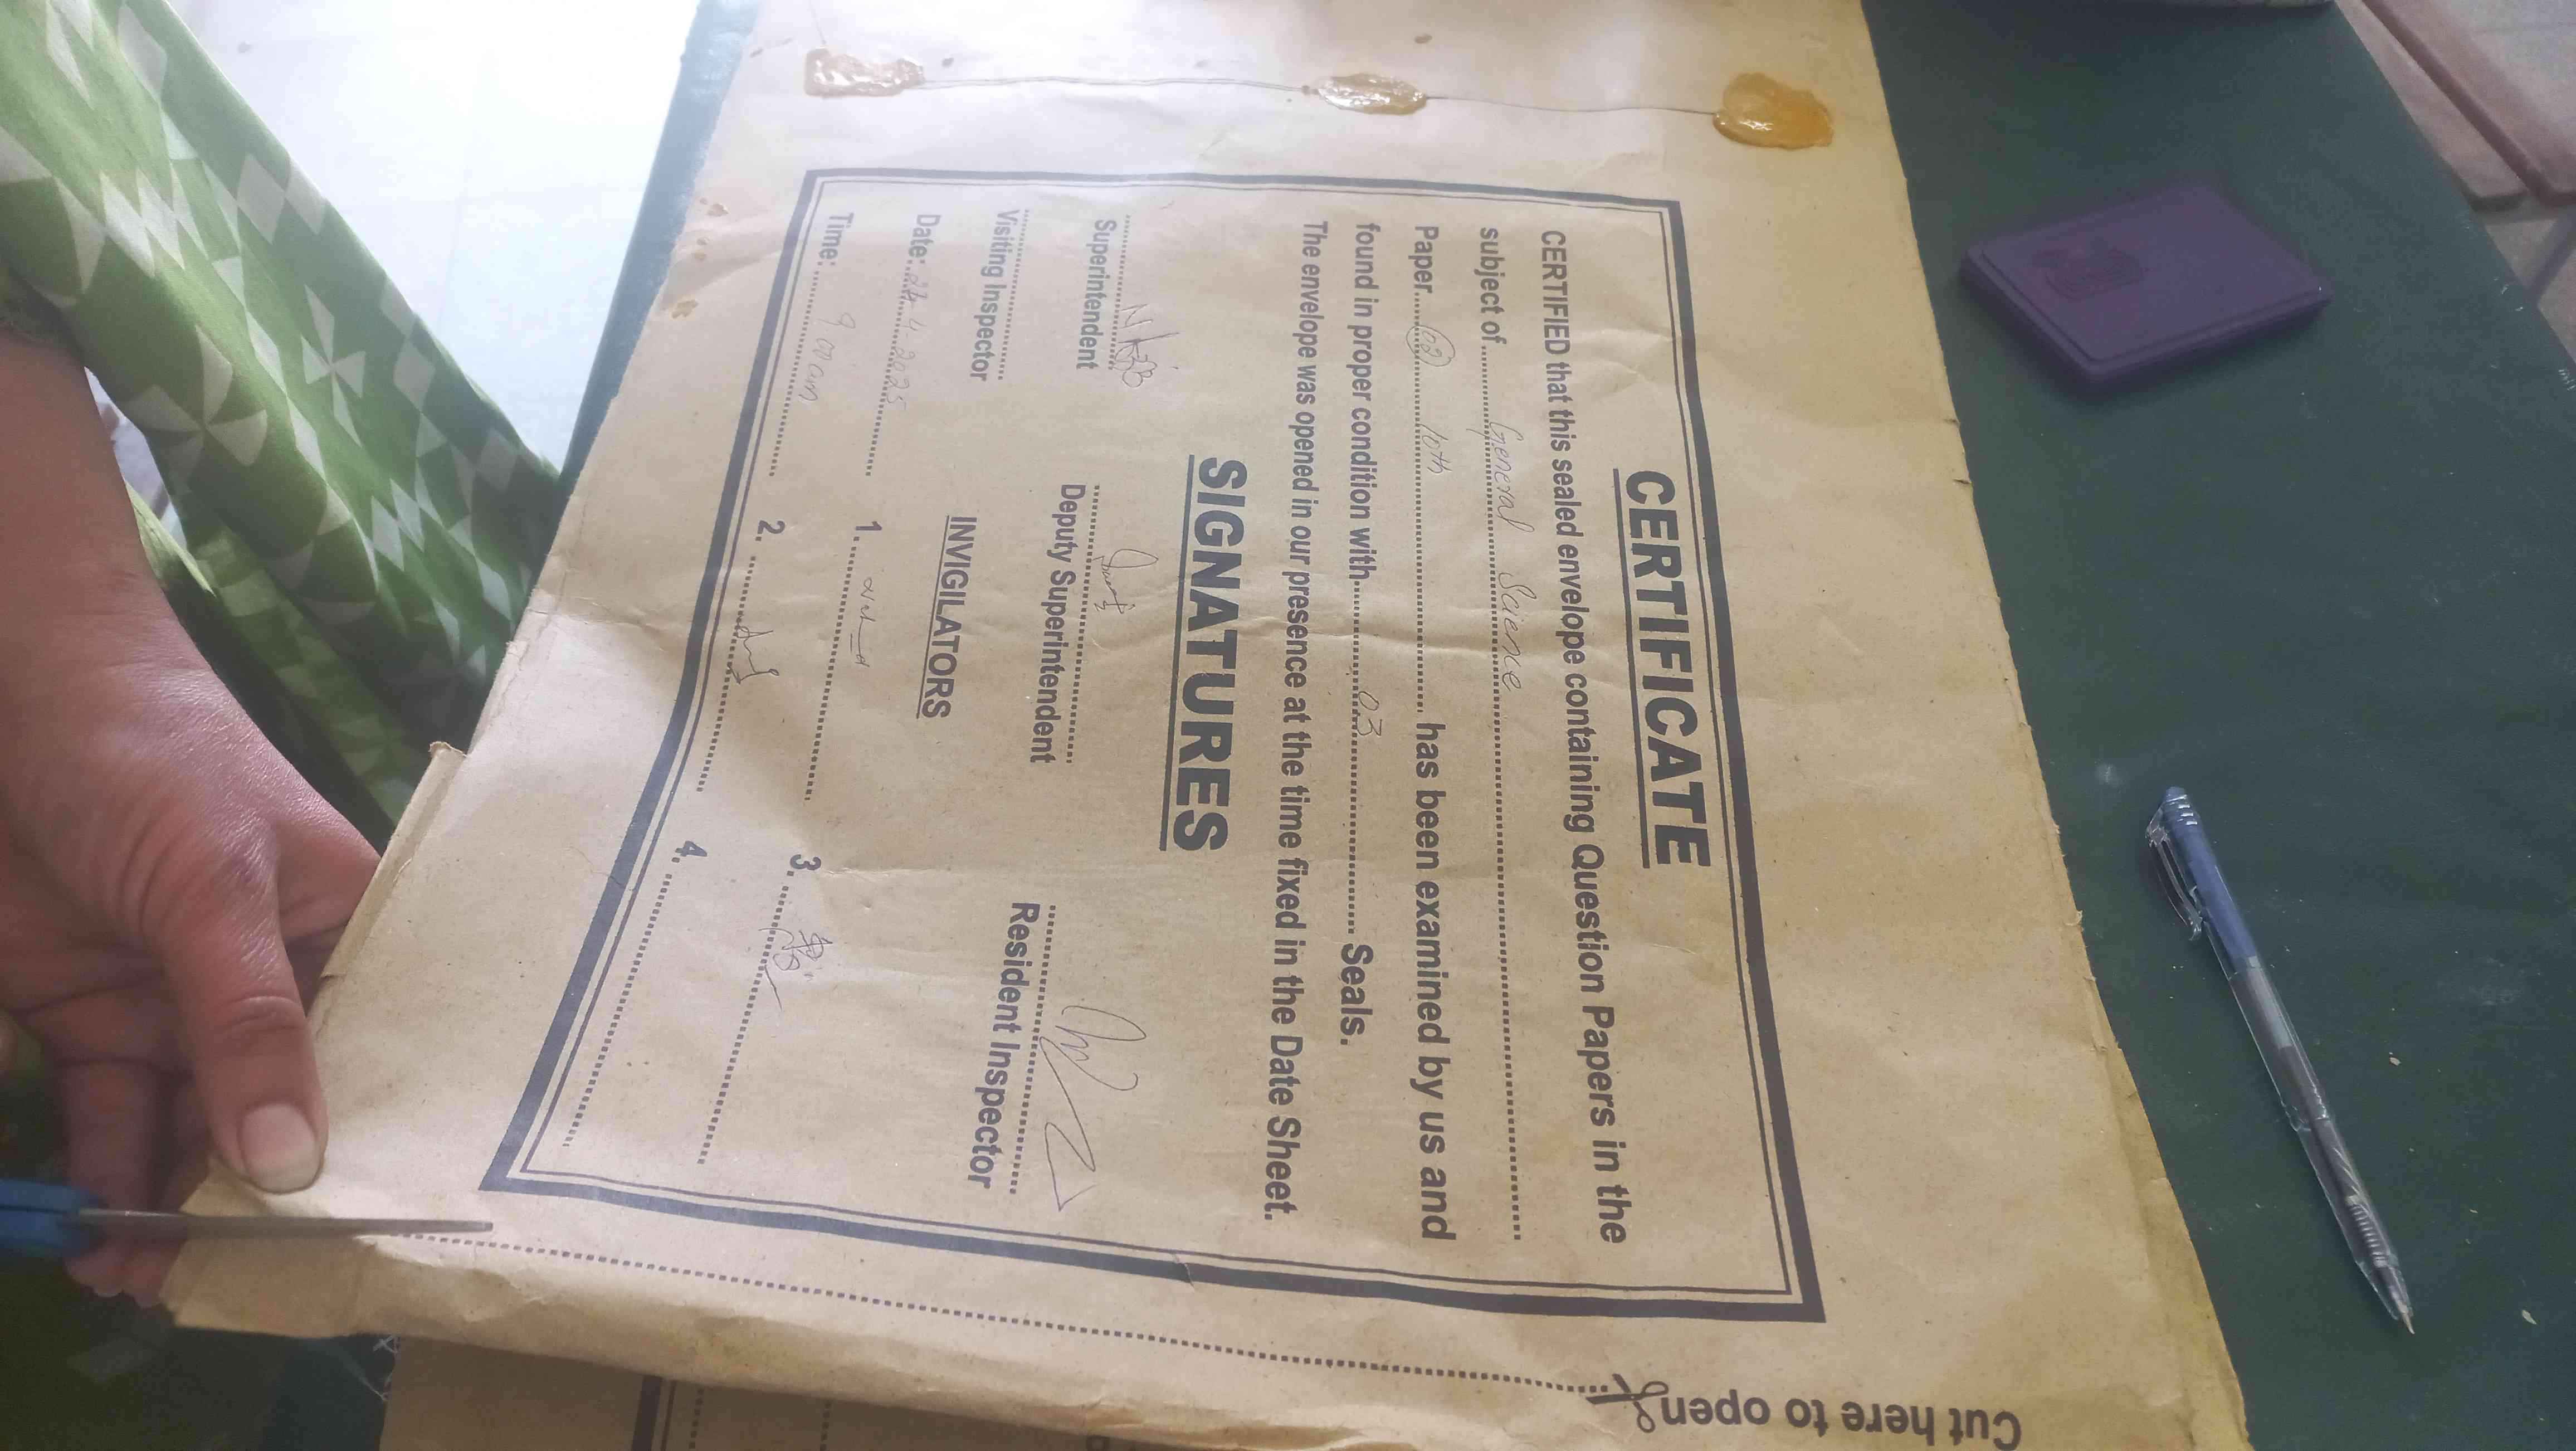 CERTIFICATE
CERTIFIED that this sealed envelope containing Question Papers in the
subject of General Science
Paper 02 10th has been examined by us and
found in proper condition with 03 Seals.
The envelope was opened in our presence at the time fixed in the Date Sheet.
SIGNATURES
Superintendent Deputy Superintendent Resident Inspector
Visiting Inspector
INVIGILATORS
Date: 24.4.2025 1. 3.
Time: 9.00 am 2. 4.
Cut here to open